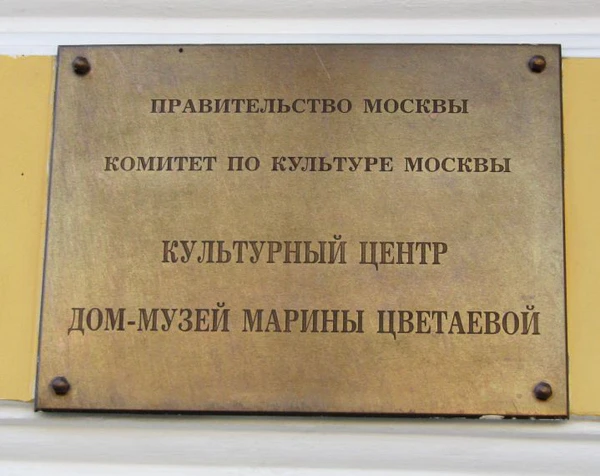 ПРАВИТЕЛЬСТВО МОСКВЫ
КОМИТЕТ ПО КУЛЬТУРЕ МОСКВЫ
КУЛЬТУРНЫЙ ЦЕНТР
ДОМ-МУЗЕЙ МАРИНЫ ЦВЕТАЕВОЙ